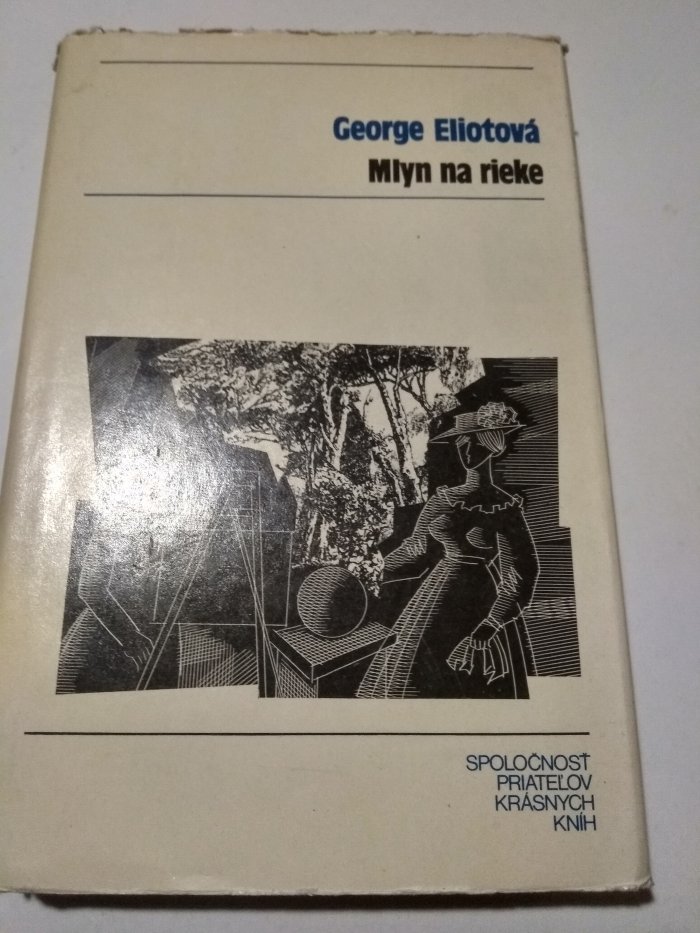 George Eliotová
Mlyn na rieke
SPOLOČNOSŤ
PRIATEĽOV
KRÁSNYCH
KNÍH